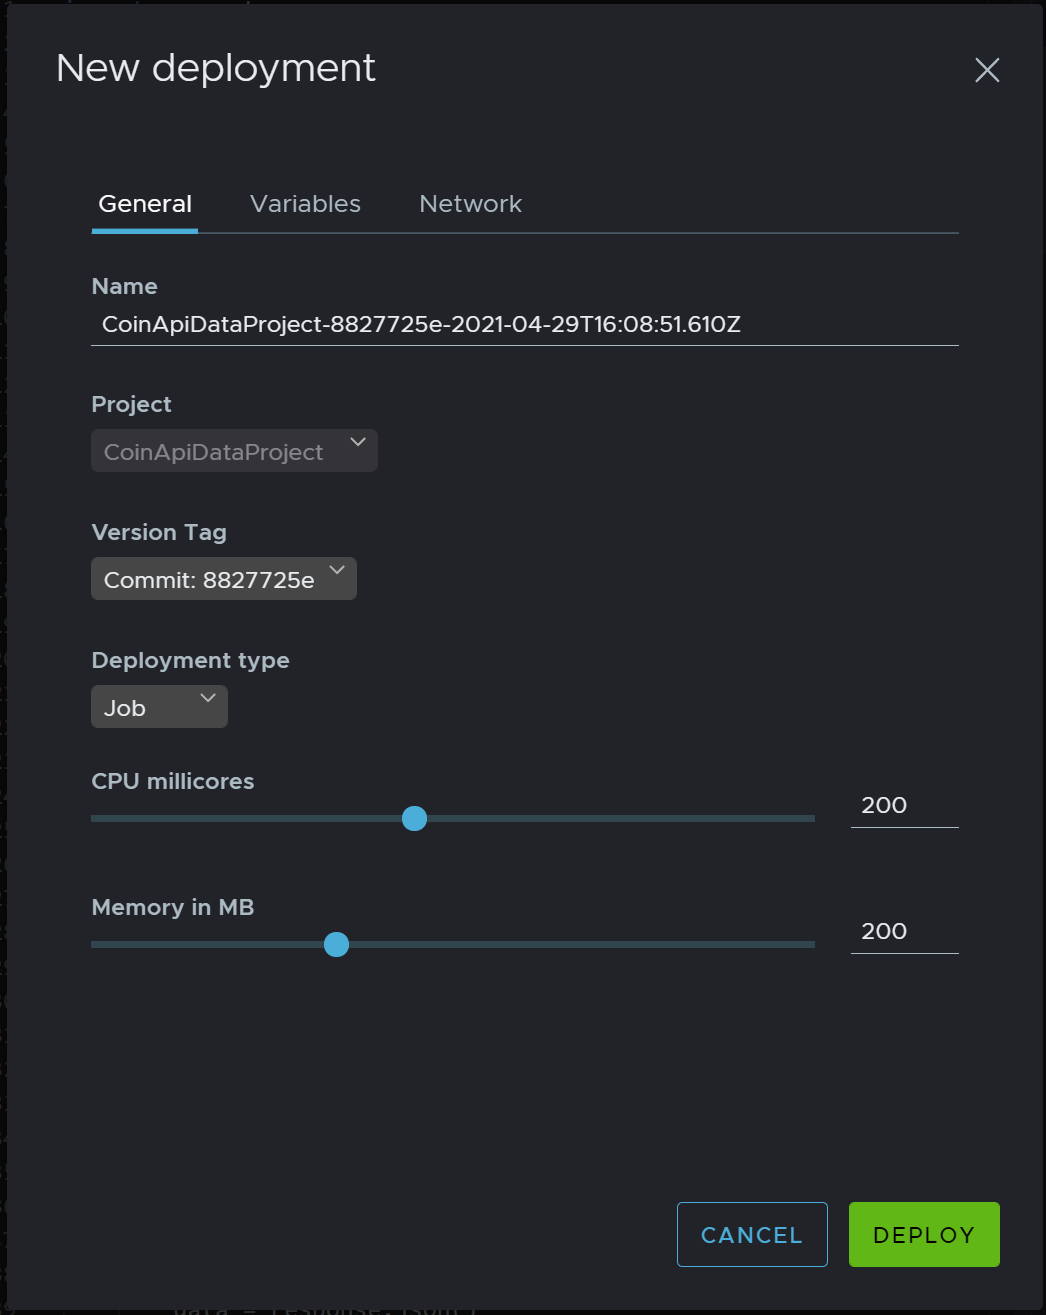 New deployment
General Variables Network
Name
CoinApiDataProject-8827725e-2021-04-29T16:08:51.610Z
Project
CoinApiDataProject
Version Tag
Commit: 8827725e
Deployment type
Job
CPU millicores
200
Memory in MB
200
CANCEL DEPLOY